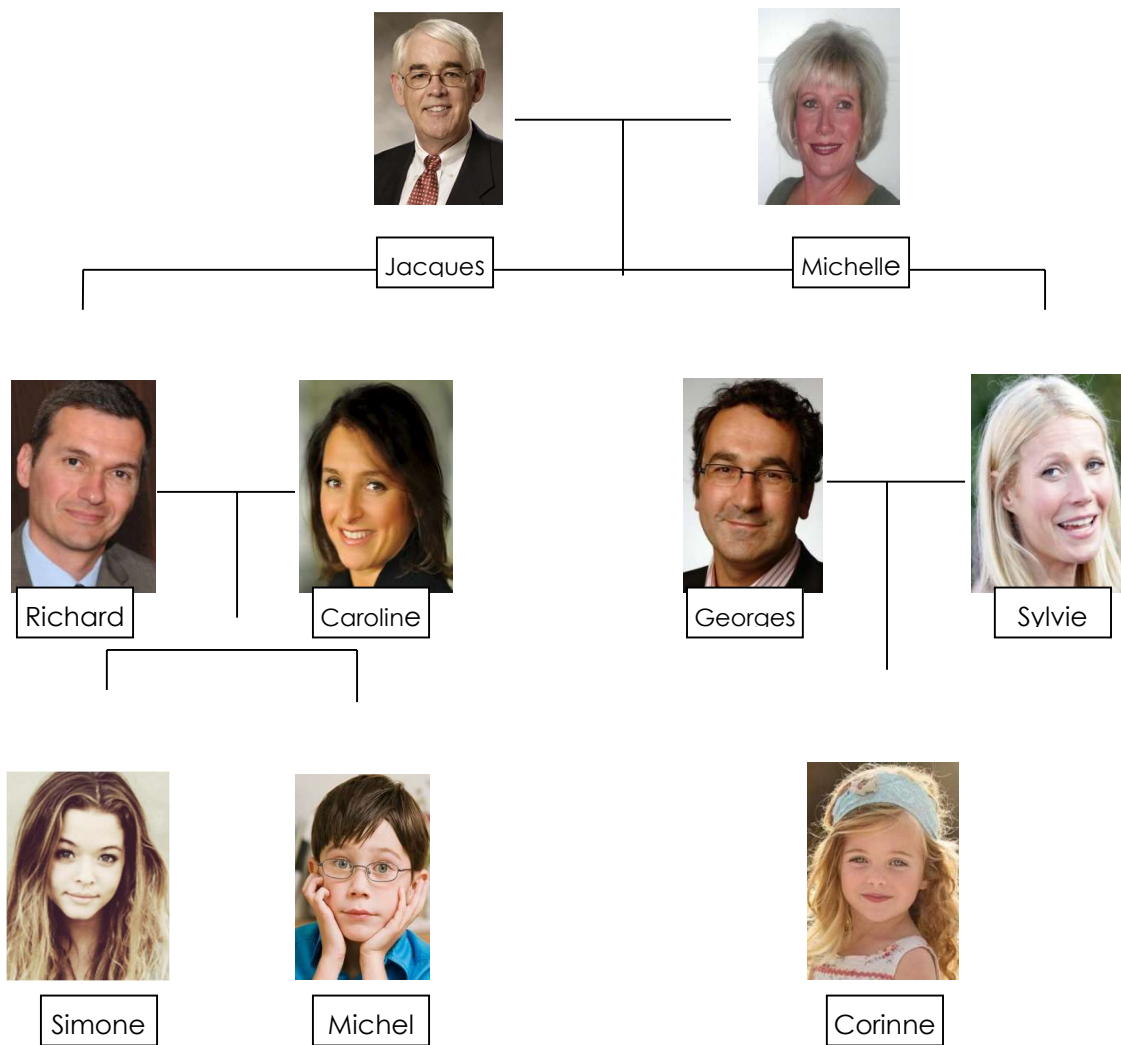 Jacques
Michelle
Richard
Caroline
Georges
Sylvie
Simone
Michel
Corinne